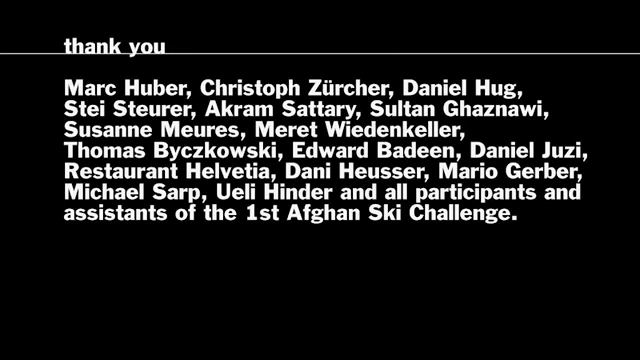 thank you
Marc Huber, Christoph Zürcher, Daniel Hug,
Stei Steurer, Akram Sattary, Sultan Ghaznawi,
Susanne Meures, Meret Wiedenkeller,
Thomas Byczkowski, Edward Badeen, Daniel Juzi,
Restaurant Helvetia, Dani Heusser, Mario Gerber,
Michael Sarp, Ueli Hinder and all participants and
assistants of the 1st Afghan Ski Challenge.